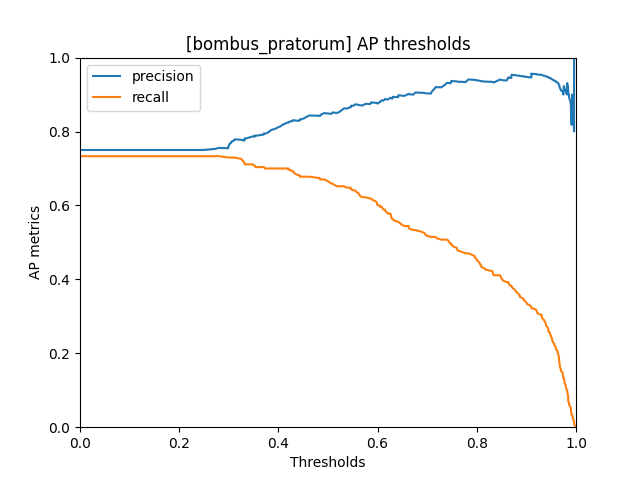 [bombus_pratorum] AP thresholds
precision
recall
AP metrics
1.0
0.8
0.6
0.4
0.2
0.0
0.0 0.2 0.4 0.6 0.8 1.0
Thresholds